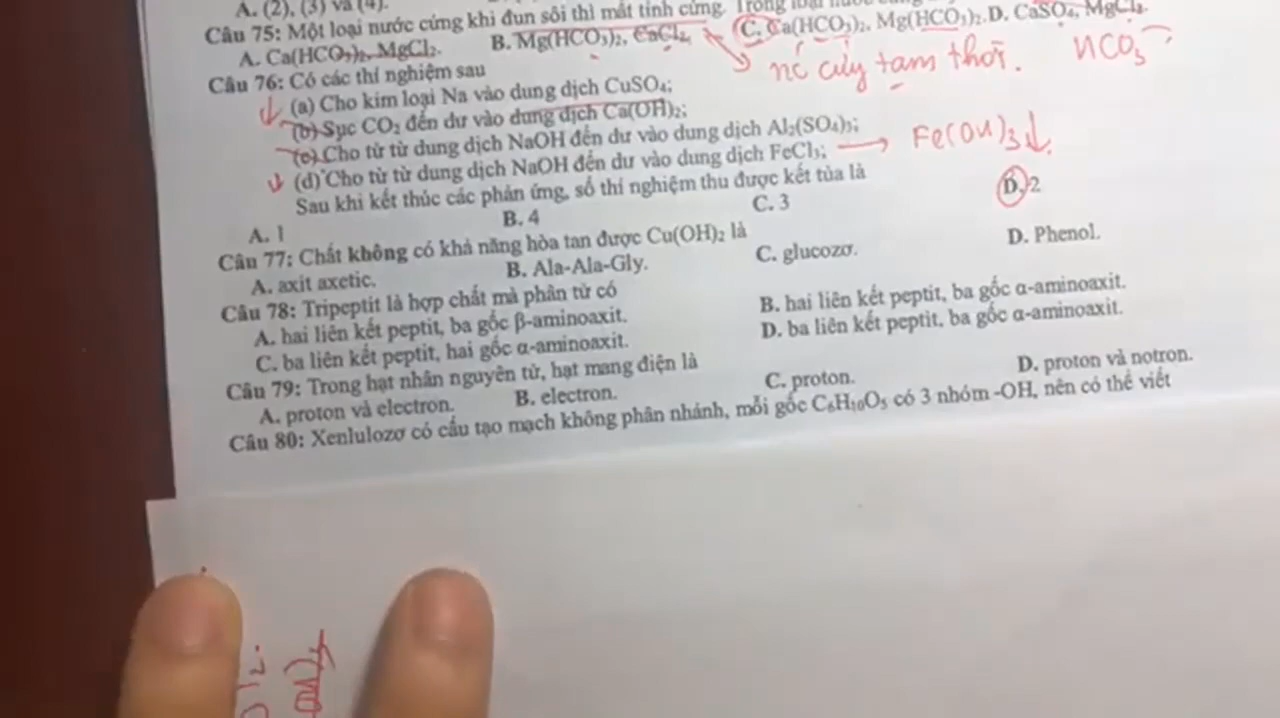 A. (2), (3) và (4).
Câu 75: Một loại nước cứng khi đun sôi thì mất tính cứng. Trong loại nước cứng
A. Ca(HCO₃)₂, MgCl₂. B. Mg(HCO₃)₂, CaCl₂. C. Ca(HCO₃)₂, Mg(HCO₃)₂. D. CaSO₄, MgCl₂.
nc cứng tạm thời. HCO₃⁻
Câu 76: Có các thí nghiệm sau
↓ (a) Cho kim loại Na vào dung dịch CuSO₄;
(b) Sục CO₂ đến dư vào dung dịch Ca(OH)₂;
(c) Cho từ từ dung dịch NaOH đến dư vào dung dịch Al₂(SO₄)₃;
↓ (d) Cho từ từ dung dịch NaOH đến dư vào dung dịch FeCl₃; → Fe(OH)₃↓.
Sau khi kết thúc các phản ứng, số thí nghiệm thu được kết tủa là
A. 1 B. 4 C. 3 D. 2
Câu 77: Chất không có khả năng hòa tan được Cu(OH)₂ là
A. axit axetic. B. Ala-Ala-Gly. C. glucozơ. D. Phenol.
Câu 78: Tripeptit là hợp chất mà phân tử có
A. hai liên kết peptit, ba gốc β-aminoaxit. B. hai liên kết peptit, ba gốc α-aminoaxit.
C. ba liên kết peptit, hai gốc α-aminoaxit. D. ba liên kết peptit, ba gốc α-aminoaxit.
Câu 79: Trong hạt nhân nguyên tử, hạt mang điện là
A. proton và electron. B. electron. C. proton. D. proton và notron.
Câu 80: Xenlulozơ có cấu tạo mạch không phân nhánh, mỗi gốc C₆H₁₀O₅ có 3 nhóm -OH, nên có thể viết